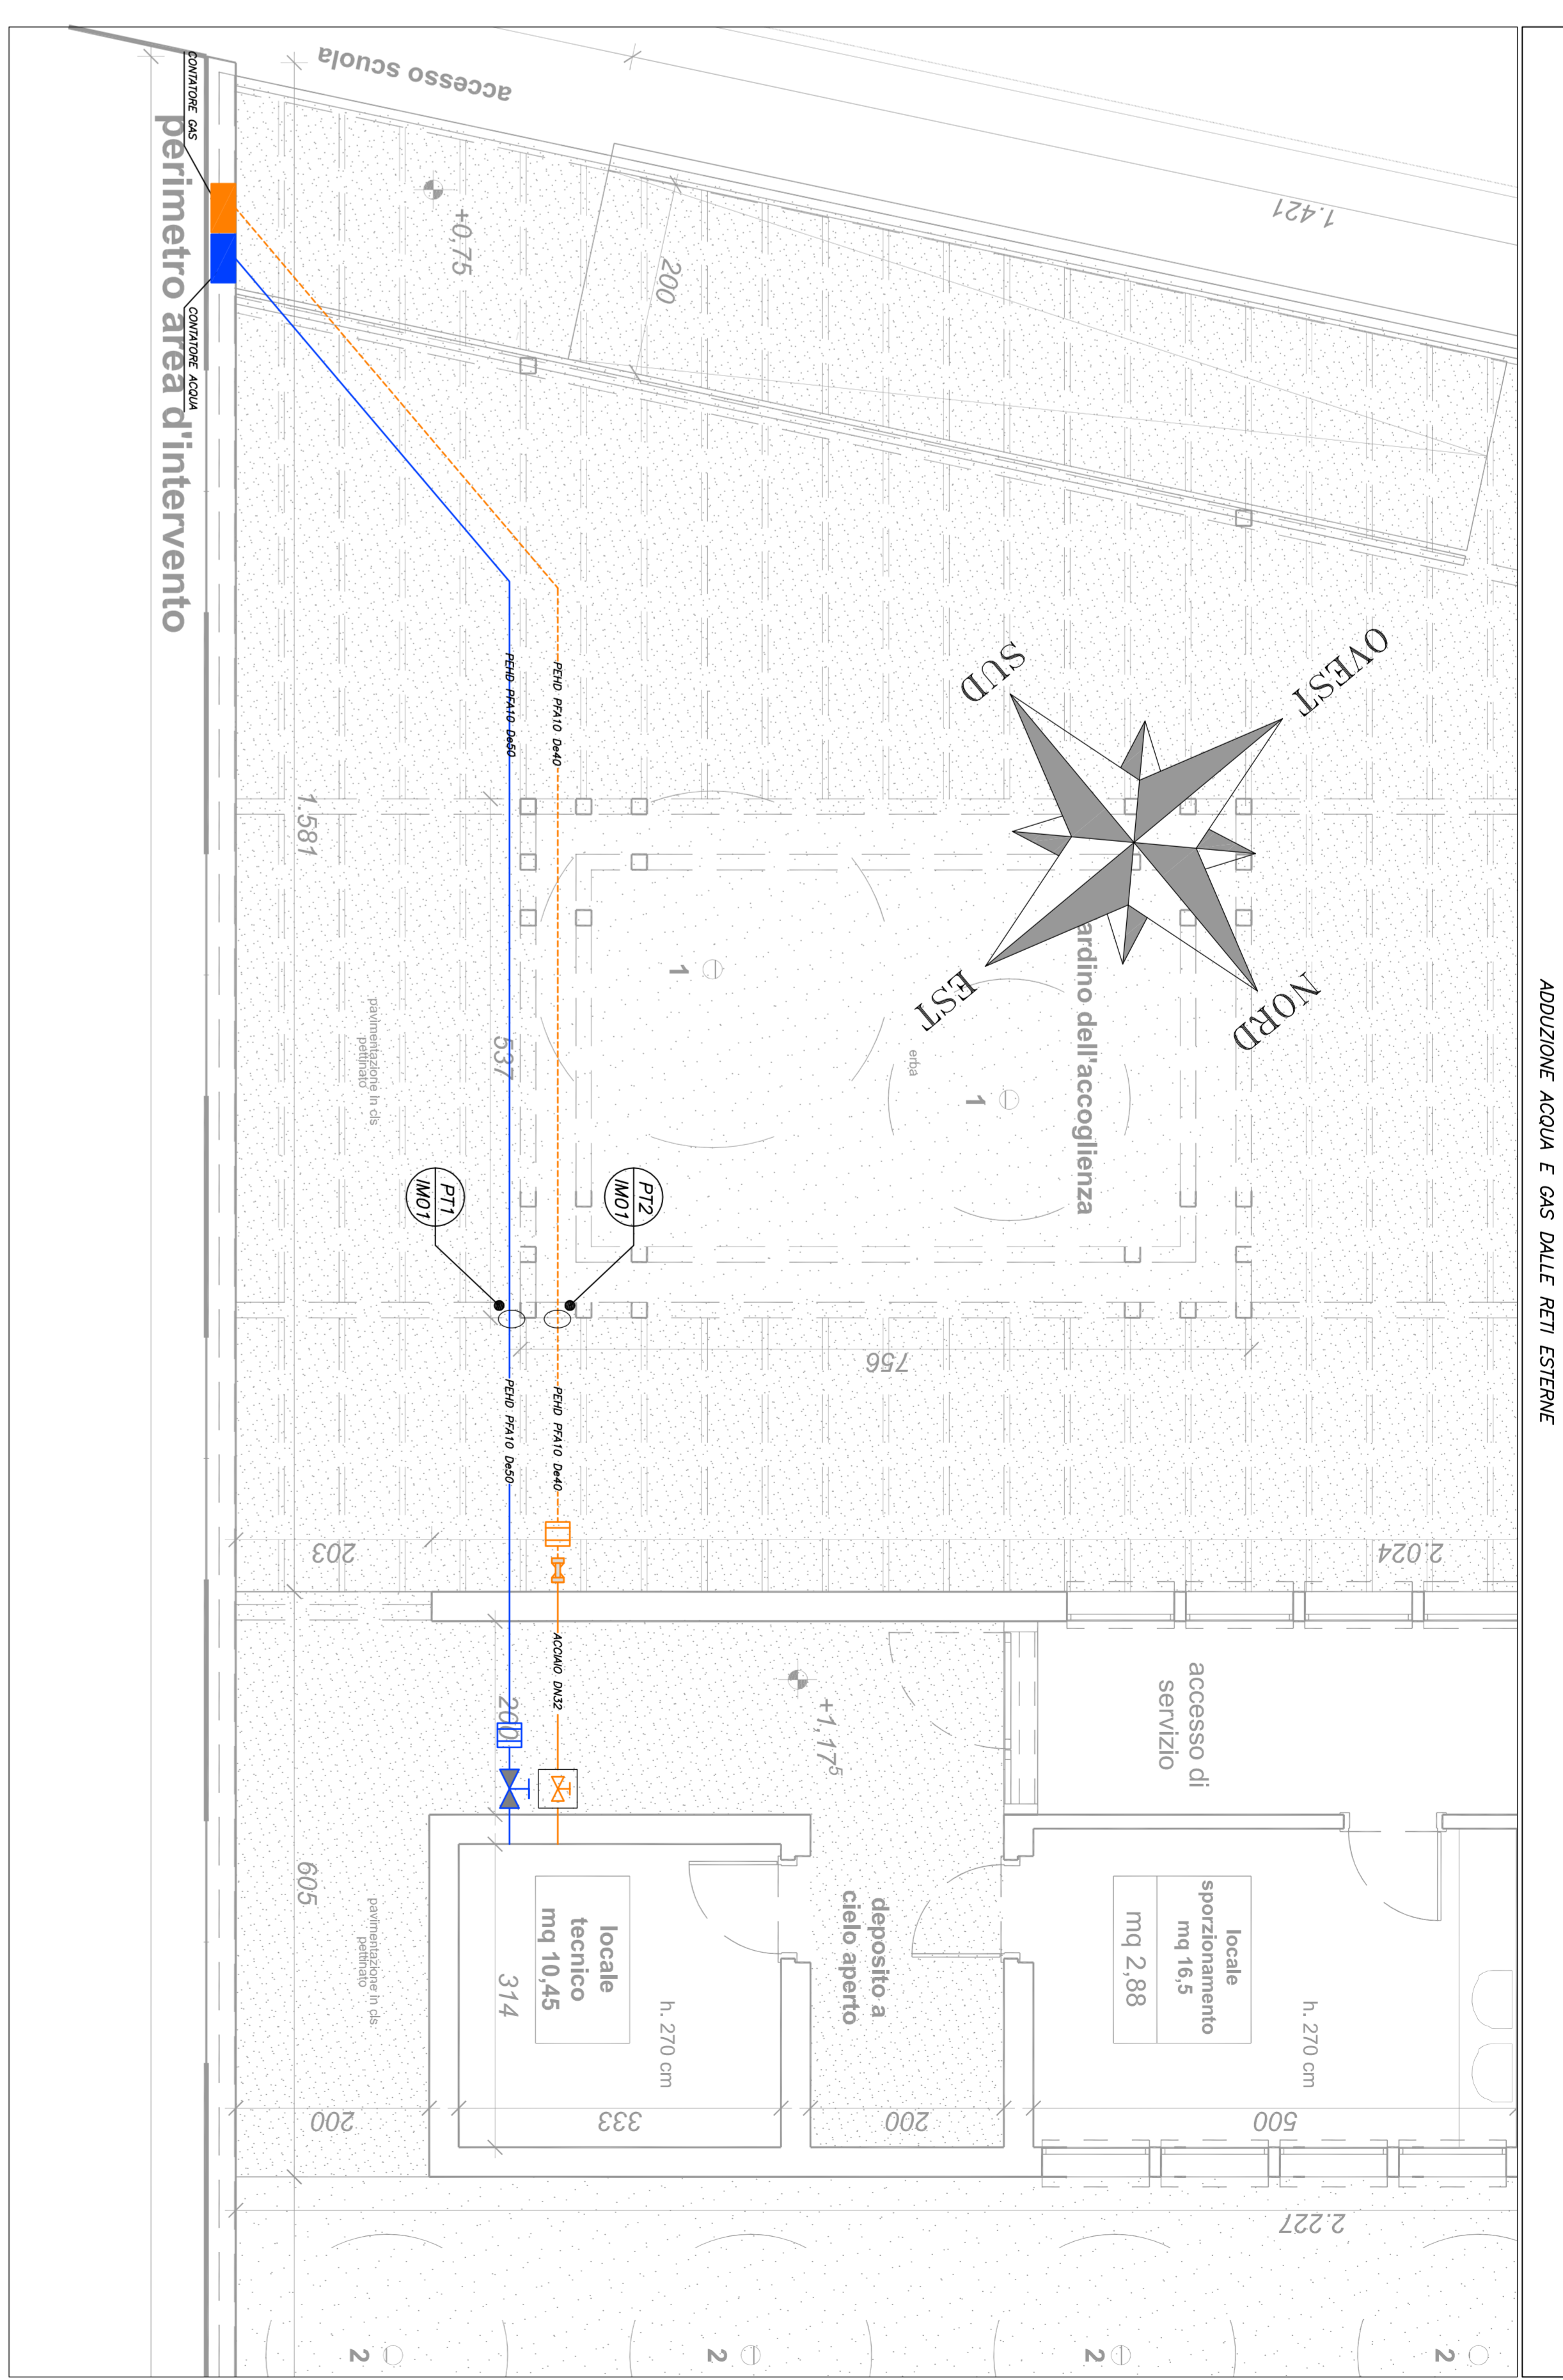 ADDUZIONE ACQUA E GAS DALLE RETI ESTERNE
accesso scuola
1.421
+0,75
200
CONTATORE GAS
CONTATORE ACQUA
perimetro area d'intervento
OVEST
SUD
NORD
EST
PEHD PFA10 De40
PEHD PFA10 De50
1.581
ardino dell'accoglienza
erba
1
1
537
pavimentazione in cls
pettinato
PT2
IM01
PT1
IM01
756
PEHD PFA10 De40
PEHD PFA10 De50
2.024
203
accesso di
servizio
ACCIAIO DN32
200
+1,17⁵
locale
sporzionamento
mq 16,5
mq 2,88
h. 270 cm
deposito a
cielo aperto
locale
tecnico
mq 10,45
h. 270 cm
314
605
pavimentazione in cls
pettinato
500
200
333
200
2.227
2
2
2
2